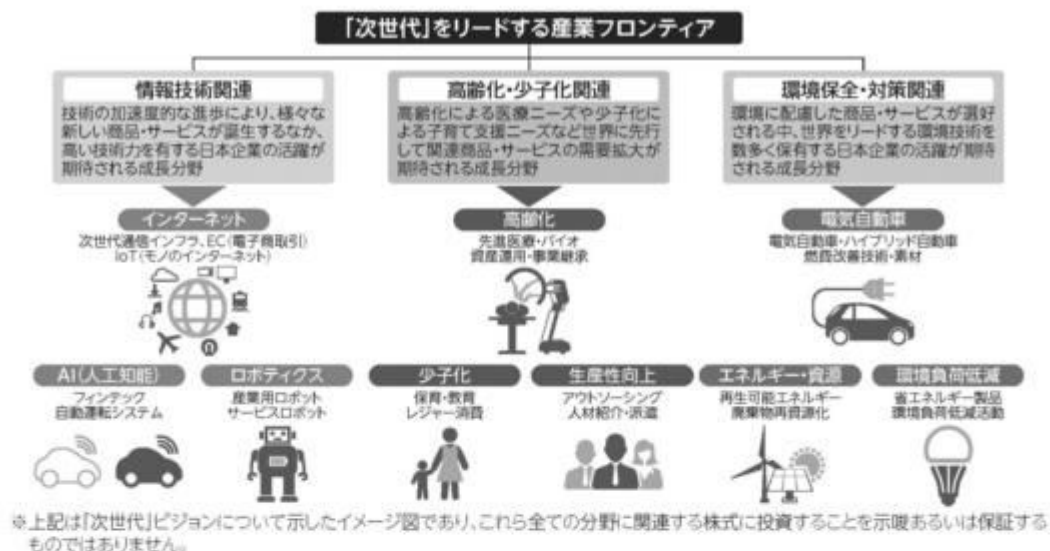 「次世代」をリードする産業フロンティア
情報技術関連
技術の加速度的な進歩により、様々な
新しい商品・サービスが誕生するなか、
高い技術力を有する日本企業の活躍が
期待される成長分野
高齢化・少子化関連
高齢化による医療ニーズや少子化に
よる子育て支援ニーズなど世界に先行
して関連商品・サービスの需要拡大が
期待される成長分野
環境保全・対策関連
環境に配慮した商品・サービスが選好
される中、世界をリードする環境技術を
数多く保有する日本企業の活躍が期待
される成長分野
インターネット
次世代通信インフラ、EC(電子商取引)
IoT(モノのインターネット)
高齢化
先進医療・バイオ
資産運用・事業継承
電気自動車
電気自動車・ハイブリッド自動車
燃費改善技術・素材
AI(人工知能)
フィンテック
自動運転システム
ロボティクス
産業用ロボット
サービスロボット
少子化
保育・教育
レジャー消費
生産性向上
アウトソーシング
人材紹介・派遣
エネルギー・資源
再生可能エネルギー
廃棄物再資源化
環境負荷低減
省エネルギー製品
環境負荷低減活動
※上記は「次世代」ビジョンについて示したイメージ図であり、これら全ての分野に関連する株式に投資することを示唆あるいは保証する
ものではありません。